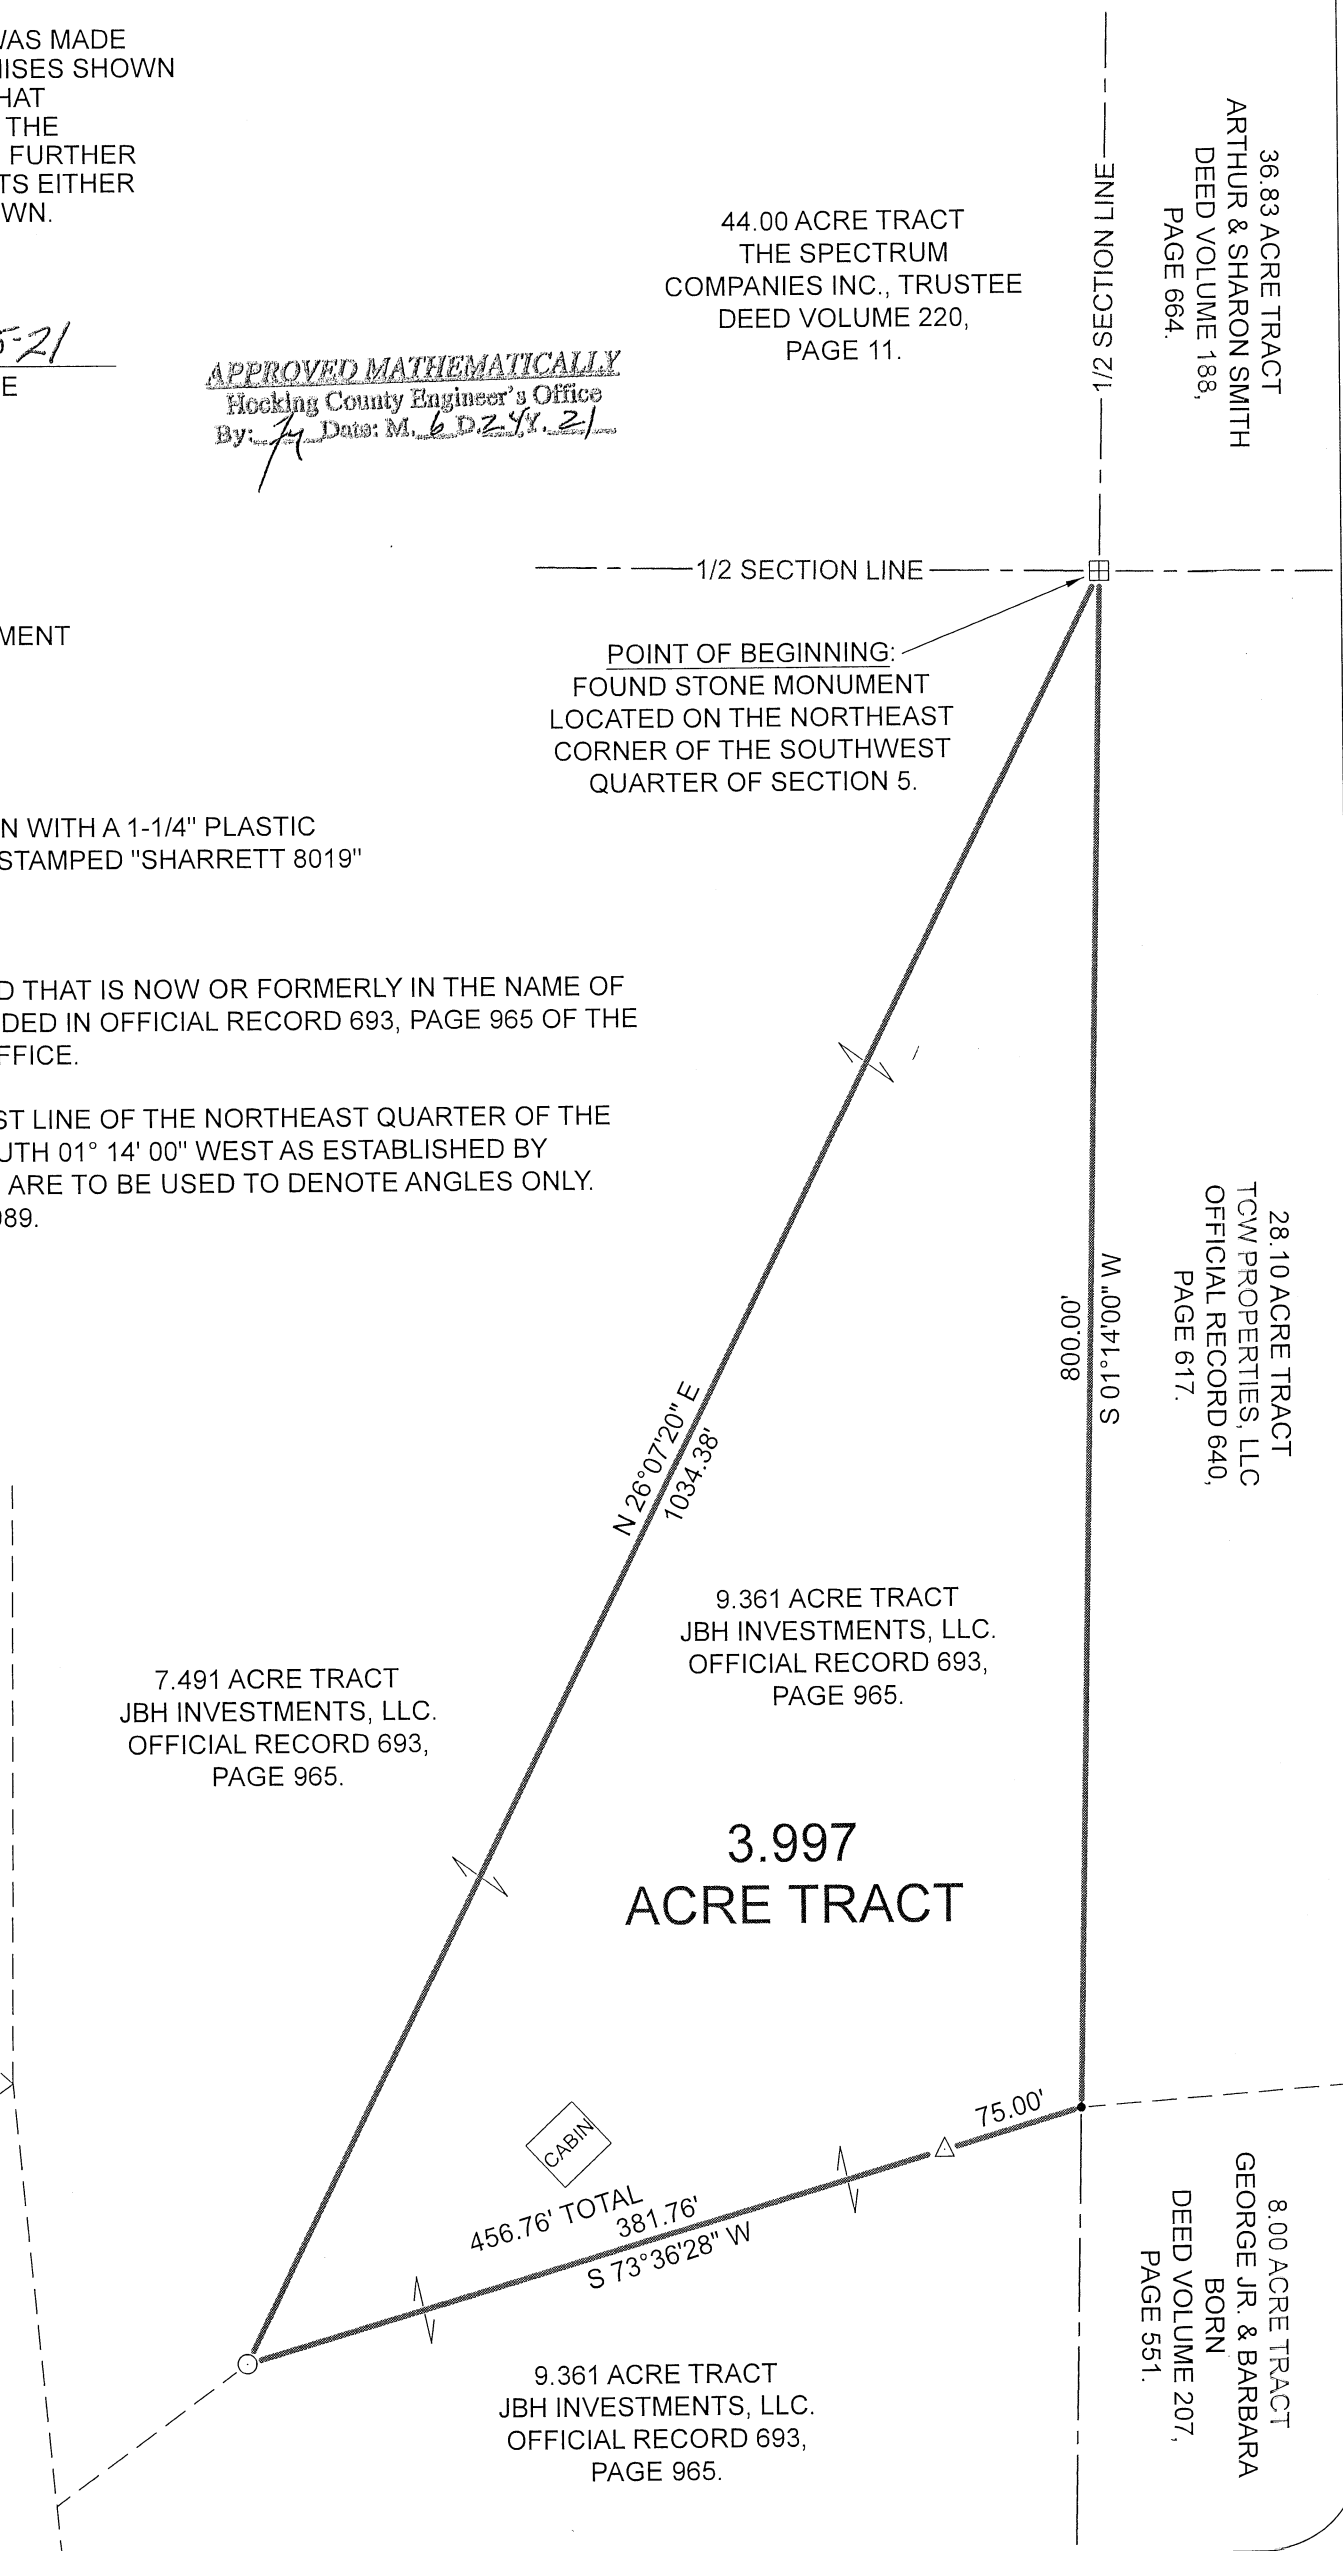 WAS MADE
MISES SHOWN
HAT
THE
FURTHER
TS EITHER
WN.
5-21
E
APPROVED MATHEMATICALLY
Hocking County Engineer's Office
By: Date: M. 6 D. 24 Y. 21
44.00 ACRE TRACT
THE SPECTRUM
COMPANIES INC., TRUSTEE
DEED VOLUME 220,
PAGE 11.
1/2 SECTION LINE
36.83 ACRE TRACT
ARTHUR & SHARON SMITH
DEED VOLUME 188,
PAGE 664.
1/2 SECTION LINE
MENT
POINT OF BEGINNING:
FOUND STONE MONUMENT
LOCATED ON THE NORTHEAST
CORNER OF THE SOUTHWEST
QUARTER OF SECTION 5.
N WITH A 1-1/4" PLASTIC
STAMPED "SHARRETT 8019"
D THAT IS NOW OR FORMERLY IN THE NAME OF
DED IN OFFICIAL RECORD 693, PAGE 965 OF THE
FFICE.
ST LINE OF THE NORTHEAST QUARTER OF THE
UTH 01° 14' 00" WEST AS ESTABLISHED BY
ARE TO BE USED TO DENOTE ANGLES ONLY.
989.
S 01°14'00" W
800.00'
28.10 ACRE TRACT
TCW PROPERTIES, LLC
OFFICIAL RECORD 640,
PAGE 617.
N 26°07'20" E
1034.38'
9.361 ACRE TRACT
JBH INVESTMENTS, LLC.
OFFICIAL RECORD 693,
PAGE 965.
7.491 ACRE TRACT
JBH INVESTMENTS, LLC.
OFFICIAL RECORD 693,
PAGE 965.
3.997
ACRE TRACT
75.00'
CABIN
456.76' TOTAL
381.76'
S 73°36'28" W
8.00 ACRE TRACT
GEORGE JR. & BARBARA
BORN
DEED VOLUME 207,
PAGE 551.
9.361 ACRE TRACT
JBH INVESTMENTS, LLC.
OFFICIAL RECORD 693,
PAGE 965.